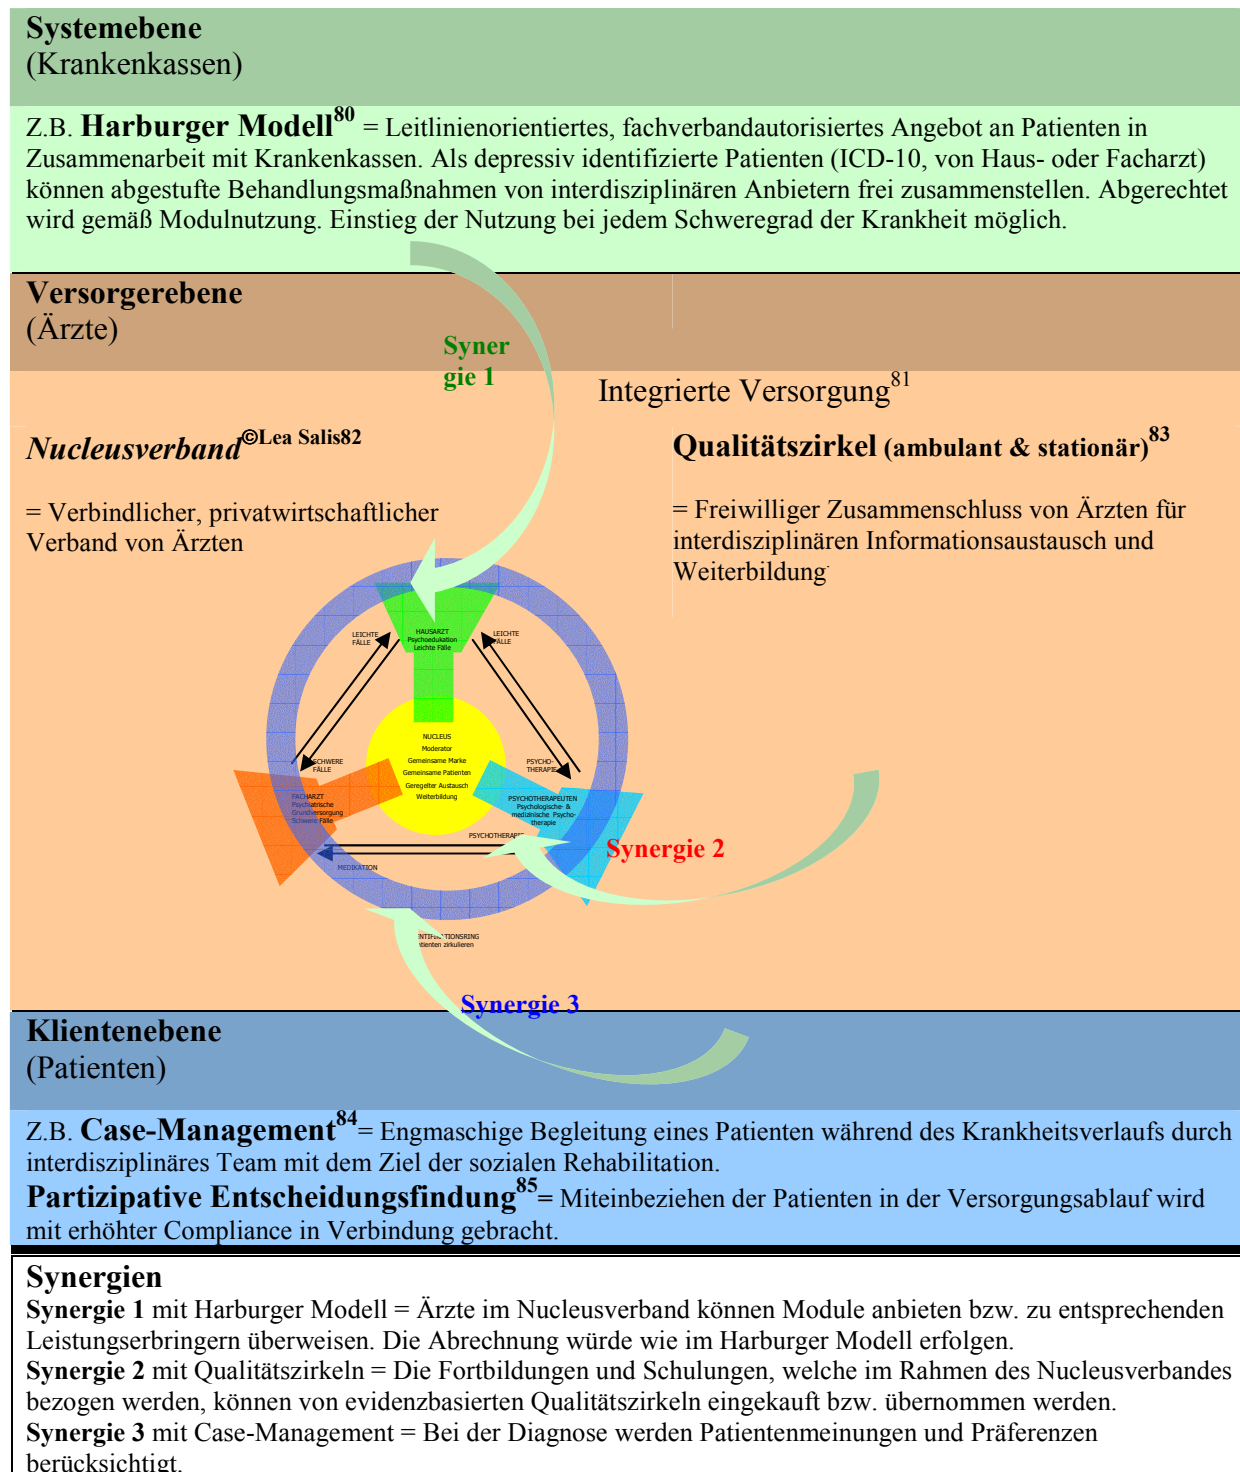 Systemebene
(Krankenkassen)
Z.B. Harburger Modell80 = Leitlinienorientiertes, fachverbandautorisiertes Angebot an Patienten in
Zusammenarbeit mit Krankenkassen. Als depressiv identifizierte Patienten (ICD-10, von Haus- oder Facharzt)
können abgestufte Behandlungsmaßnahmen von interdisziplinären Anbietern frei zusammenstellen. Abgerechtet
wird gemäß Modulnutzung. Einstieg der Nutzung bei jedem Schweregrad der Krankheit möglich.
Versorgerebene
(Ärzte)
Syner
gie 1
Integrierte Versorgung81
Nucleusverband©Lea Salis82
= Verbindlicher, privatwirtschaftlicher
Verband von Ärzten
Qualitätszirkel (ambulant & stationär)83
= Freiwilliger Zusammenschluss von Ärzten für
interdisziplinären Informationsaustausch und
Weiterbildung
HAUSARZT
Psychoedukation
Leichte Fälle
LEICHTE
FÄLLE
LEICHTE
FÄLLE
NUCLEUS
Moderator
Gemeinsame Marke
Gemeinsame Patienten
Geregelter Austausch
Weiterbildung
SCHWERE
FÄLLE
PSYCHO-
THERAPIE
FACHARZT
Psychiatrische
Grundversorgung
Schwere Fälle
PSYCHOTHERAPEUTEN
Psychologische- &
medizinische Psycho-
therapie
PSYCHOTHERAPIE
MEDIKATION
Synergie 2
Patienten zirkulieren
Synergie 3
Klientenebene
(Patienten)
Z.B. Case-Management84= Engmaschige Begleitung eines Patienten während des Krankheitsverlaufs durch
interdisziplinäres Team mit dem Ziel der sozialen Rehabilitation.
Partizipative Entscheidungsfindung85= Miteinbeziehen der Patienten in der Versorgungsablauf wird
mit erhöhter Compliance in Verbindung gebracht.
Synergien
Synergie 1 mit Harburger Modell = Ärzte im Nucleusverband können Module anbieten bzw. zu entsprechenden
Leistungserbringern überweisen. Die Abrechnung würde wie im Harburger Modell erfolgen.
Synergie 2 mit Qualitätszirkeln = Die Fortbildungen und Schulungen, welche im Rahmen des Nucleusverbandes
bezogen werden, können von evidenzbasierten Qualitätszirkeln eingekauft bzw. übernommen werden.
Synergie 3 mit Case-Management = Bei der Diagnose werden Patientenmeinungen und Präferenzen
berücksichtigt.